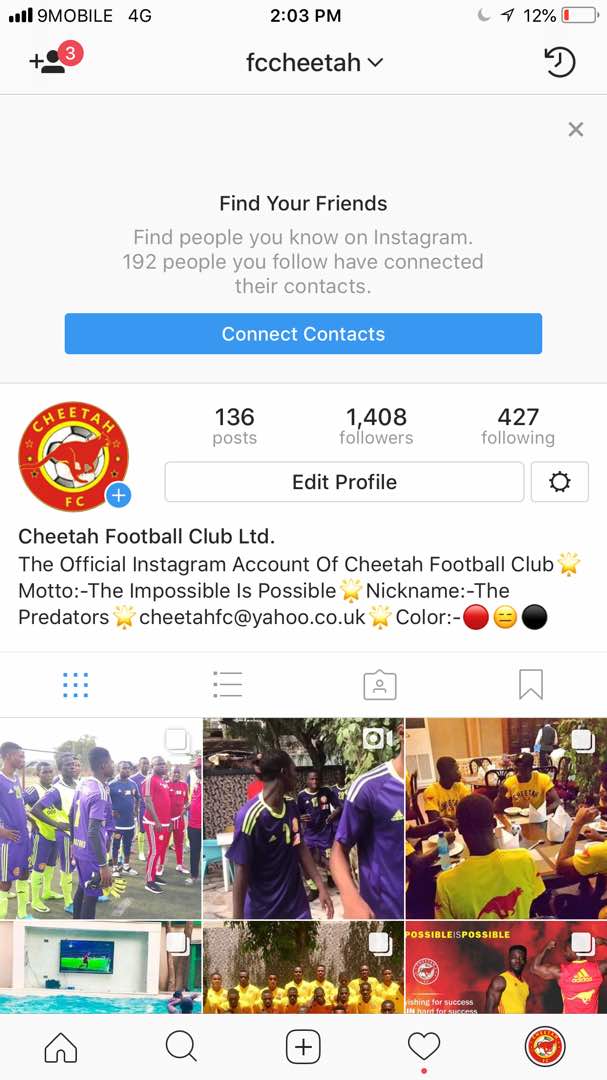 9MOBILE 4G 2:03 PM 12%
3
fccheetah
Find Your Friends
Find people you know on Instagram.
192 people you follow have connected
their contacts.
Connect Contacts
CHEETAH
FC
136 1,408 427
posts followers following
Edit Profile
Cheetah Football Club Ltd.
The Official Instagram Account Of Cheetah Football Club🌟
Motto:-The Impossible Is Possible🌟Nickname:-The
Predators🌟cheetahfc@yahoo.co.uk🌟Color:-🔴😑⚫
CHEETAH
POSSIBLEISPOSSIBLE
wishing for success
IN hard for success